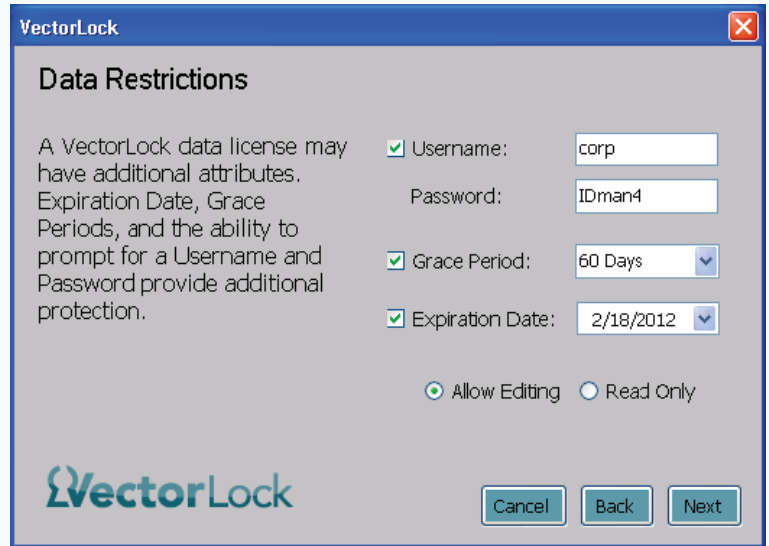 VectorLock
Data Restrictions
A VectorLock data license may
have additional attributes.
Expiration Date, Grace
Periods, and the ability to
prompt for a Username and
Password provide additional
protection.
Username: corp
Password: IDman4
Grace Period: 60 Days
Expiration Date: 2/18/2012
Allow Editing Read Only
VectorLock
Cancel Back Next